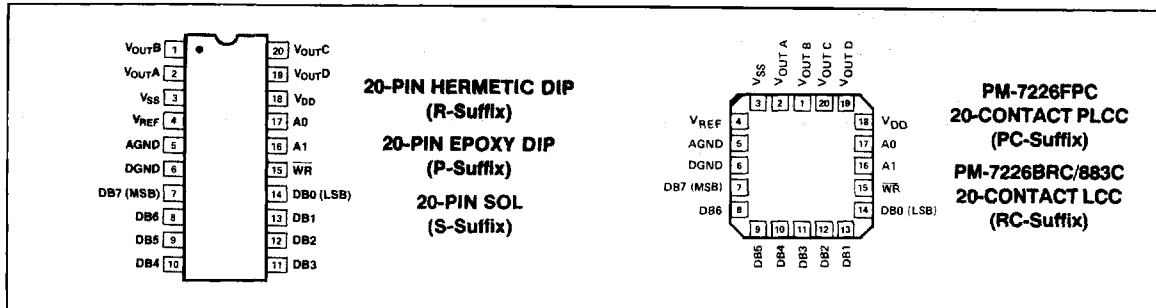 VOUTB 1
VOUTA 2
VSS 3
VREF 4
AGND 5
DGND 6
DB7 (MSB) 7
DB6 8
DB5 9
DB4 10
20 VOUTC
19 VOUTD
18 VDD
17 A0
16 A1
15 W̅R̅
14 DB0 (LSB)
13 DB1
12 DB2
11 DB3
20-PIN HERMETIC DIP
(R-Suffix)
20-PIN EPOXY DIP
(P-Suffix)
20-PIN SOL
(S-Suffix)
VSS
VOUT A
VOUT B
VOUT C
VOUT D
3 2 1 20 19
VREF 4
AGND 5
DGND 6
DB7 (MSB) 7
DB6 8
18 VDD
17 A0
16 A1
15 W̅R̅
14 DB0 (LSB)
9 10 11 12 13
DB5
DB4
DB3
DB2
DB1
PM-7226FPC
20-CONTACT PLCC
(PC-Suffix)
PM-7226BRC/883C
20-CONTACT LCC
(RC-Suffix)